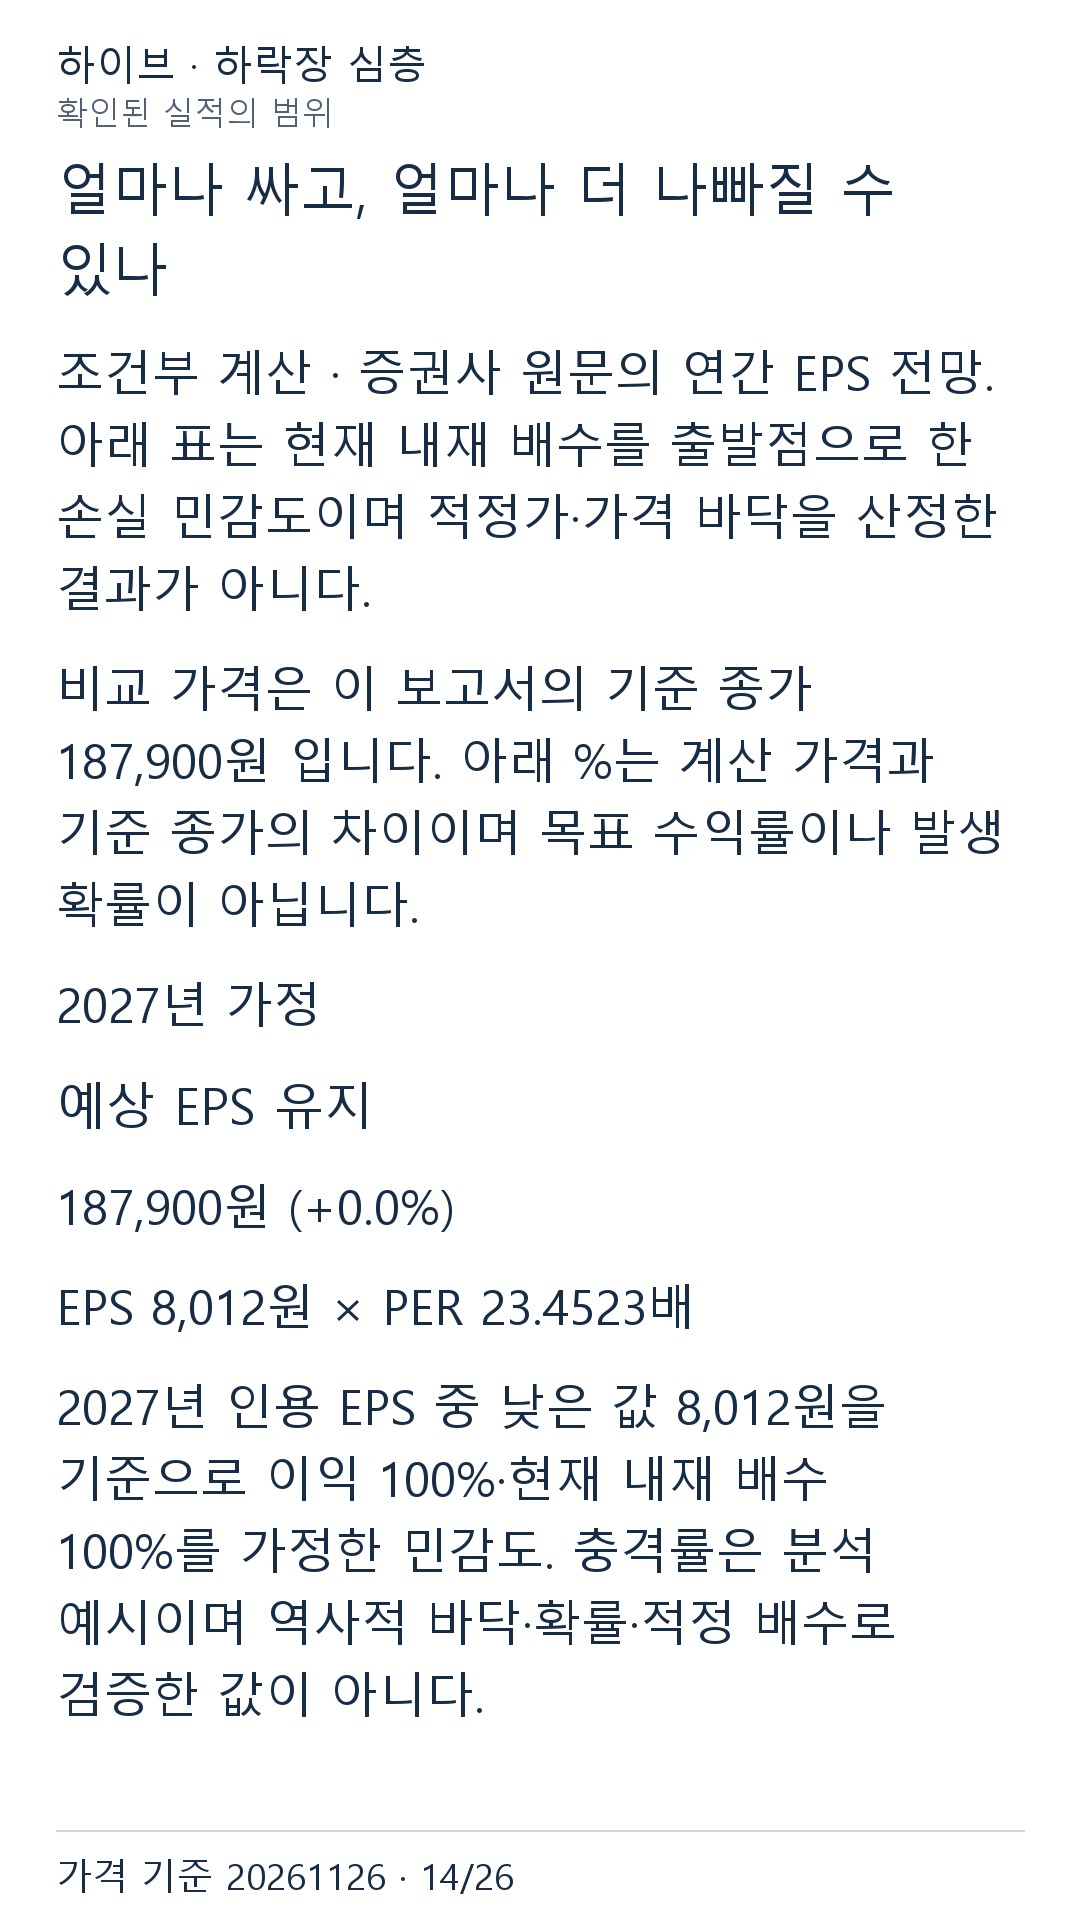 하이브 · 하락장 심층
확인된 실적의 범위
얼마나 싸고, 얼마나 더 나빠질 수
있나
조건부 계산 · 증권사 원문의 연간 EPS 전망.
아래 표는 현재 내재 배수를 출발점으로 한
손실 민감도이며 적정가·가격 바닥을 산정한
결과가 아니다.
비교 가격은 이 보고서의 기준 종가
187,900원 입니다. 아래 %는 계산 가격과
기준 종가의 차이이며 목표 수익률이나 발생
확률이 아닙니다.
2027년 가정
예상 EPS 유지
187,900원 (+0.0%)
EPS 8,012원 × PER 23.4523배
2027년 인용 EPS 중 낮은 값 8,012원을
기준으로 이익 100%·현재 내재 배수
100%를 가정한 민감도. 충격률은 분석
예시이며 역사적 바닥·확률·적정 배수로
검증한 값이 아니다.
가격 기준 20261126 · 14/26